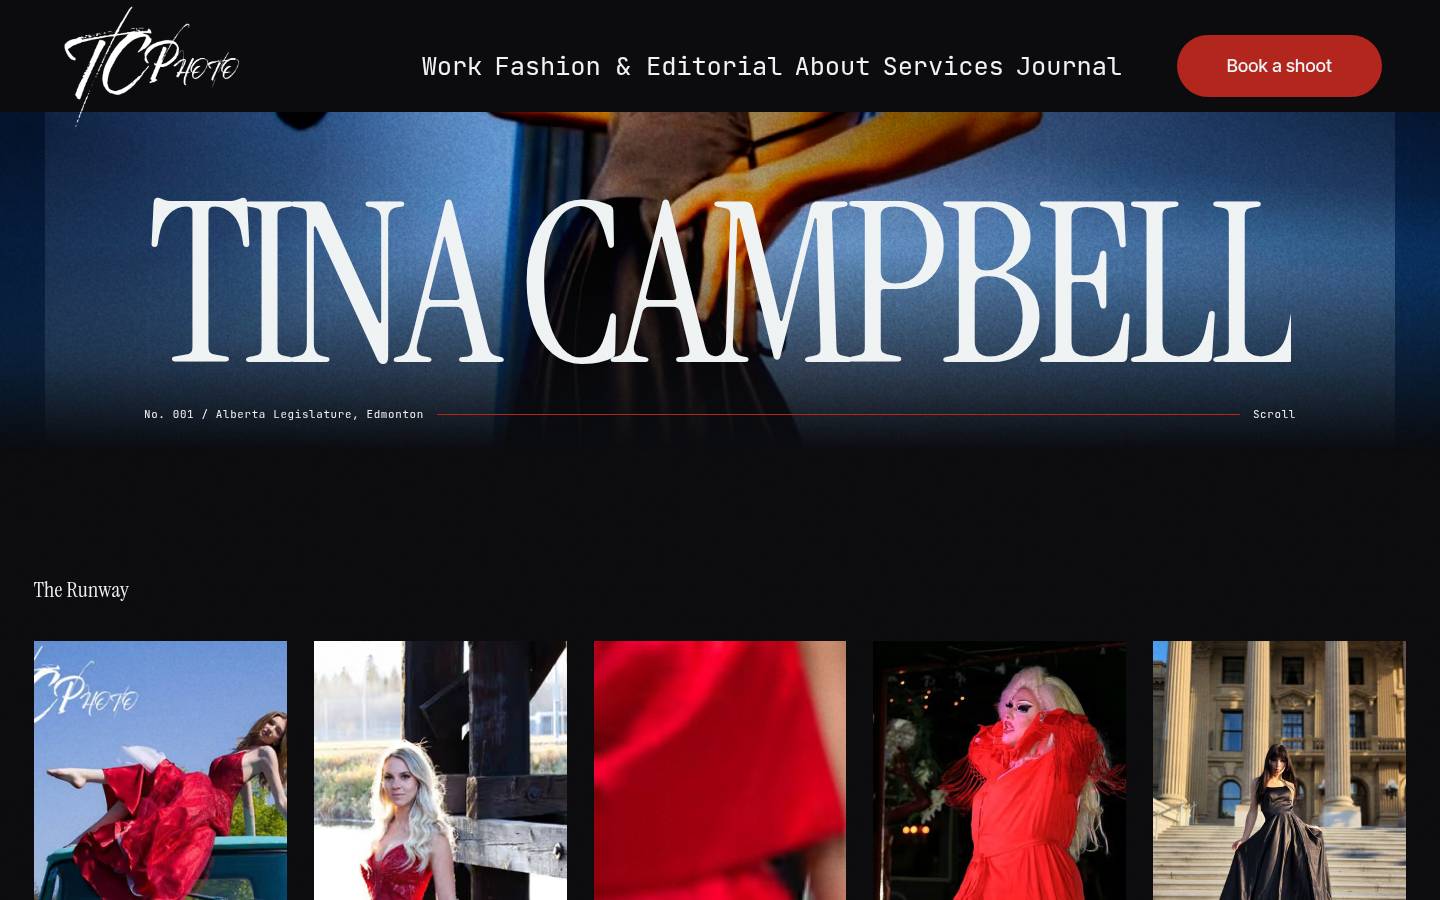 TCPHOTO
Work Fashion & Editorial About Services Journal
Book a shoot
TINA CAMPBELL
No. 001 / Alberta Legislature, Edmonton
Scroll
The Runway
CPHOTO